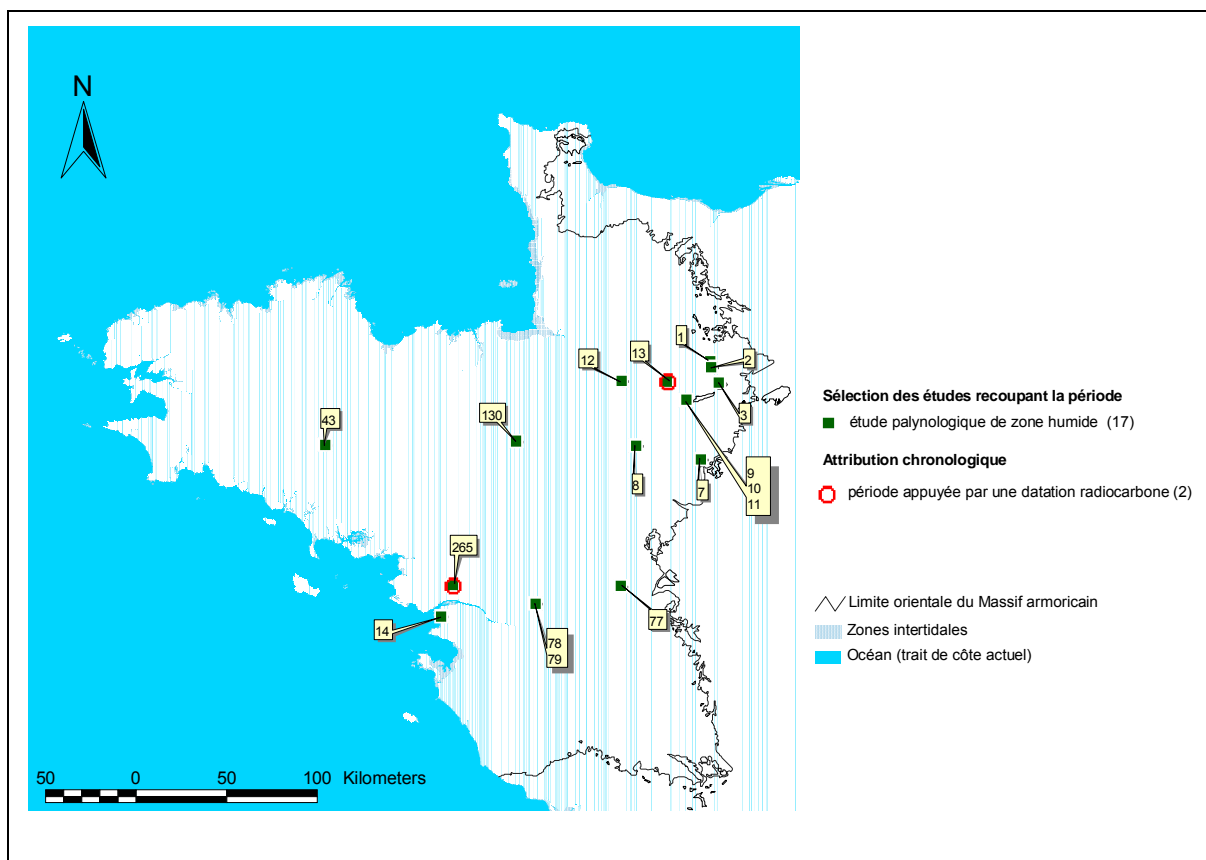 N
1
2
13
12
3
43
130
9
10
11
8
7
265
14
77
78
79
50 0 50 100 Kilometers
Sélection des études recoupant la période
étude palynologique de zone humide (17)
Attribution chronologique
période appuyée par une datation radiocarbone (2)
Limite orientale du Massif armoricain
Zones intertidales
Océan (trait de côte actuel)